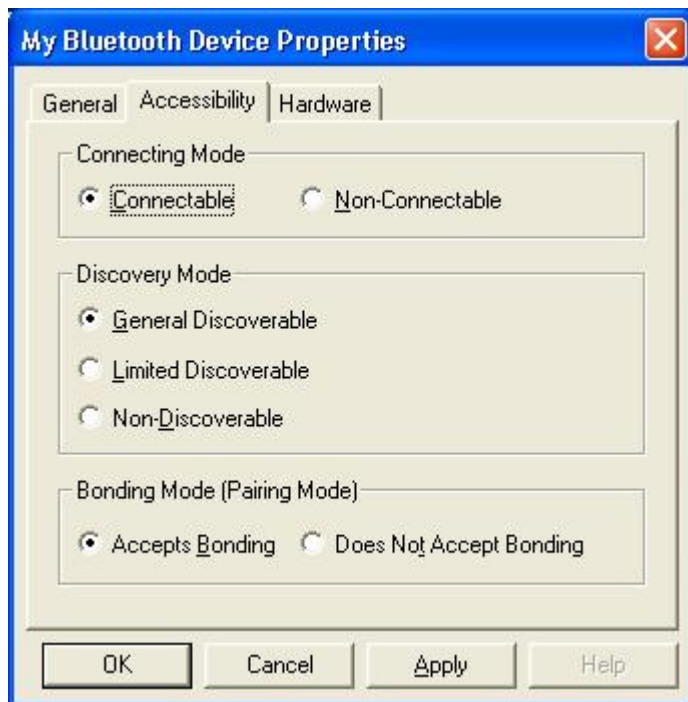 My Bluetooth Device Properties
General Accessibility Hardware
Connecting Mode
Connectable Non-Connectable
Discovery Mode
General Discoverable
Limited Discoverable
Non-Discoverable
Bonding Mode (Pairing Mode)
Accepts Bonding Does Not Accept Bonding
OK Cancel Apply Help